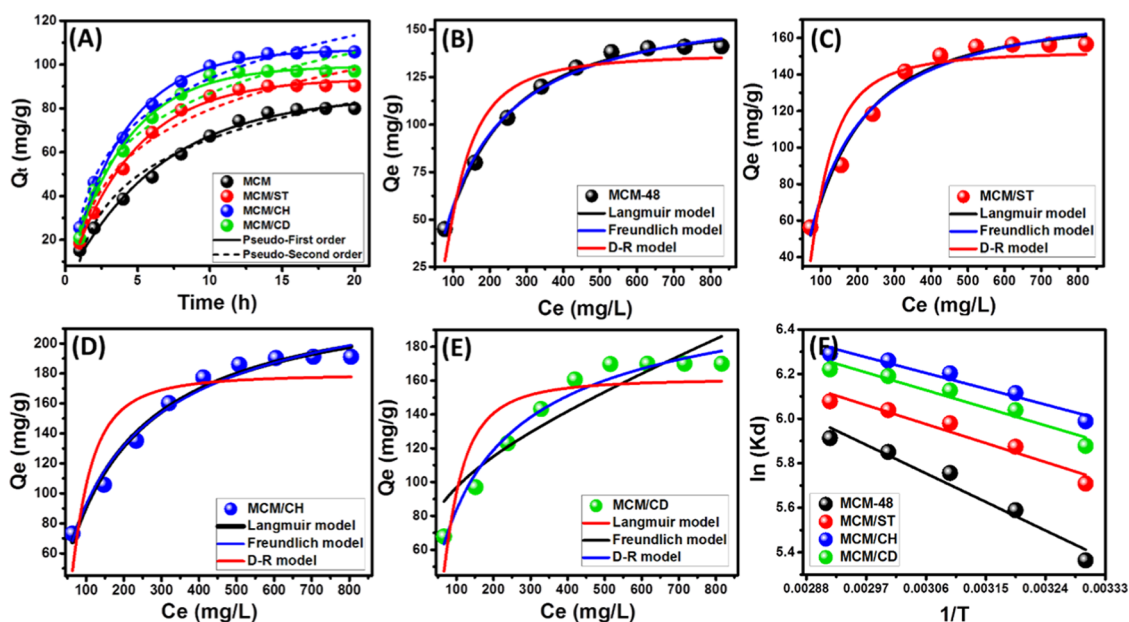 (A)
Qt (mg/g)
120
100
80
60
40
20
MCM
MCM/ST
MCM/CH
MCM/CD
Pseudo-First order
Pseudo-Second order
0
5
10
15
20
Time (h)
(B)
Qe (mg/g)
175
150
125
100
75
50
25
MCM-48
Langmuir model
Freundlich model
D-R model
100 200 300 400 500 600 700 800
Ce (mg/L)
(C)
Qe (mg/g)
160
140
120
100
80
60
40
MCM/ST
Langmuir model
Freundlich model
D-R model
100 200 300 400 500 600 700 800
Ce (mg/L)
(D)
Qe (mg/g)
200
180
160
140
120
100
80
60
MCM/CH
Langmuir model
Freundlich model
D-R model
100 200 300 400 500 600 700 800
Ce (mg/L)
(E)
Qe (mg/g)
200
180
160
140
120
100
80
60
MCM/CD
Langmuir model
Freundlich model
D-R model
100 200 300 400 500 600 700 800
Ce (mg/L)
(F)
ln (Kd)
6.4
6.2
6.0
5.8
5.6
5.4
MCM-48
MCM/ST
MCM/CH
MCM/CD
0.00288 0.00297 0.00306 0.00315 0.00324 0.00333
1/T